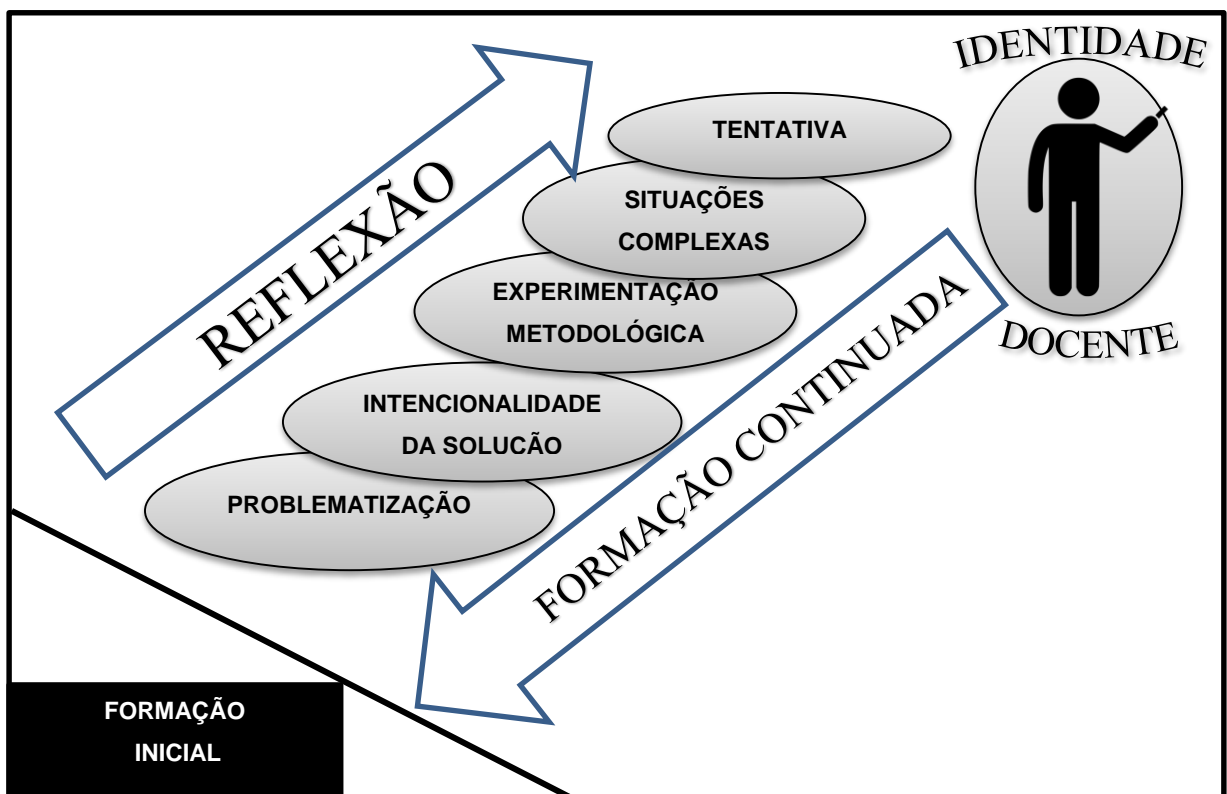 IDENTIDADE
DOCENTE
TENTATIVA
SITUAÇÕES
COMPLEXAS
REFLEXÃO
EXPERIMENTAÇÃO
METODOLÓGICA
INTENCIONALIDADE
DA SOLUCÃO
PROBLEMATIZAÇÃO
FORMAÇÃO CONTINUADA
FORMAÇÃO
INICIAL